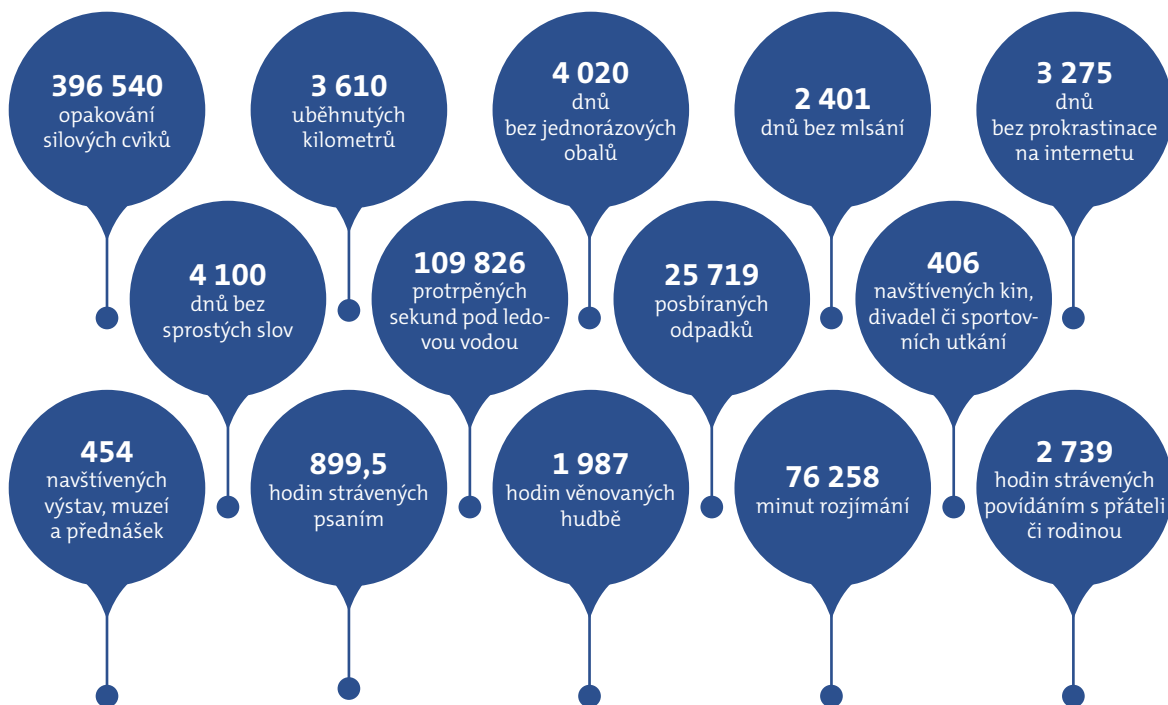 396 540
opakování
silových cviků
3 610
uběhnutých
kilometrů
4 020
dnů
bez jednorázových
obalů
2 401
dnů bez mlsání
3 275
dnů
bez prokrastinace
na internetu
4 100
dnů bez
sprostých slov
109 826
protrpěných
sekund pod ledo-
vou vodou
25 719
posbíraných
odpadků
406
navštívených kin,
divadel či sportov-
ních utkání
454
navštívených
výstav, muzeí
a přednášek
899,5
hodin strávených
psaním
1 987
hodin věnovaných
hudbě
76 258
minut rozjímání
2 739
hodin strávených
povídáním s přáteli
či rodinou